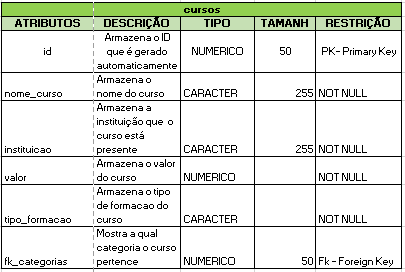 cursos
ATRIBUTOS DESCRIÇÃO TIPO TAMANH RESTRIÇÃO
id Armazena o ID que é gerado automaticamente NUMERICO 50 PK- Primary Key
nome_curso Armazena o nome do curso CARACTER 255 NOT NULL
instituicao Armazena a instituição que o curso está presente CARACTER 255 NOT NULL
valor Armazena o valor do curso NUMERICO NOT NULL
tipo_formacao Armazena o tipo de formacao do curso CARACTER NOT NULL
fk_categorias Mostra a qual categoria o curso pertence NUMERICO 50 Fk - Foreign Key